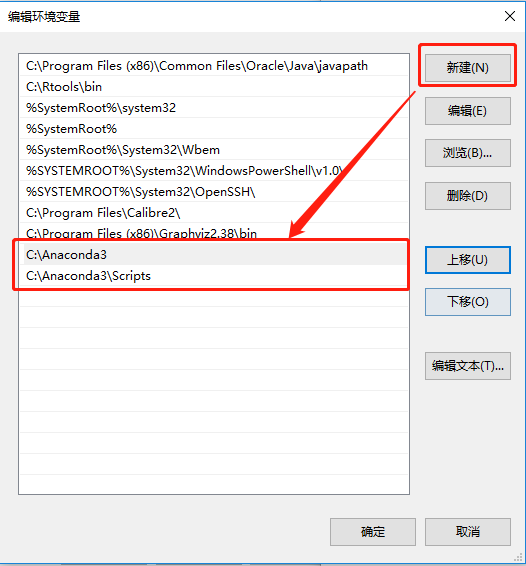 编辑环境变量
C:\Program Files (x86)\Common Files\Oracle\Java\javapath
新建(N)
C:\Rtools\bin
%SystemRoot%\system32
编辑(E)
%SystemRoot%
%SystemRoot%\System32\Wbem
浏览(B)...
%SYSTEMROOT%\System32\WindowsPowerShell\v1.0\
%SYSTEMROOT%\System32\OpenSSH\
删除(D)
C:\Program Files\Calibre2\
C:\Program Files (x86)\Graphviz2.38\bin
C:\Anaconda3
上移(U)
C:\Anaconda3\Scripts
下移(O)
编辑文本(T)...
确定
取消